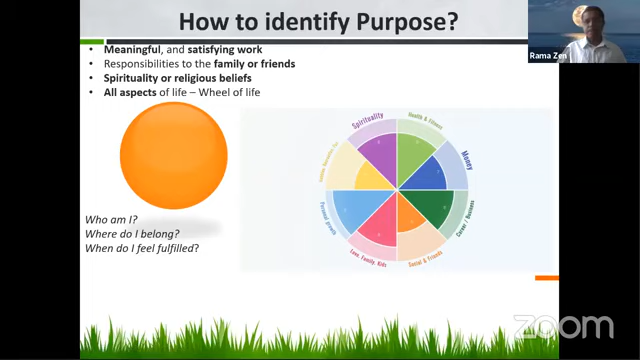 How to identify Purpose?
Rama Zen
• Meaningful, and satisfying work
• Responsibilities to the family or friends
• Spirituality or religious beliefs
• All aspects of life – Wheel of life
Spirituality
Health & Fitness
Money
Career / Business
Social & Friends
Love, Family, Kids
Personal growth
Who am I?
Where do I belong?
When do I feel fulfilled?
zoom